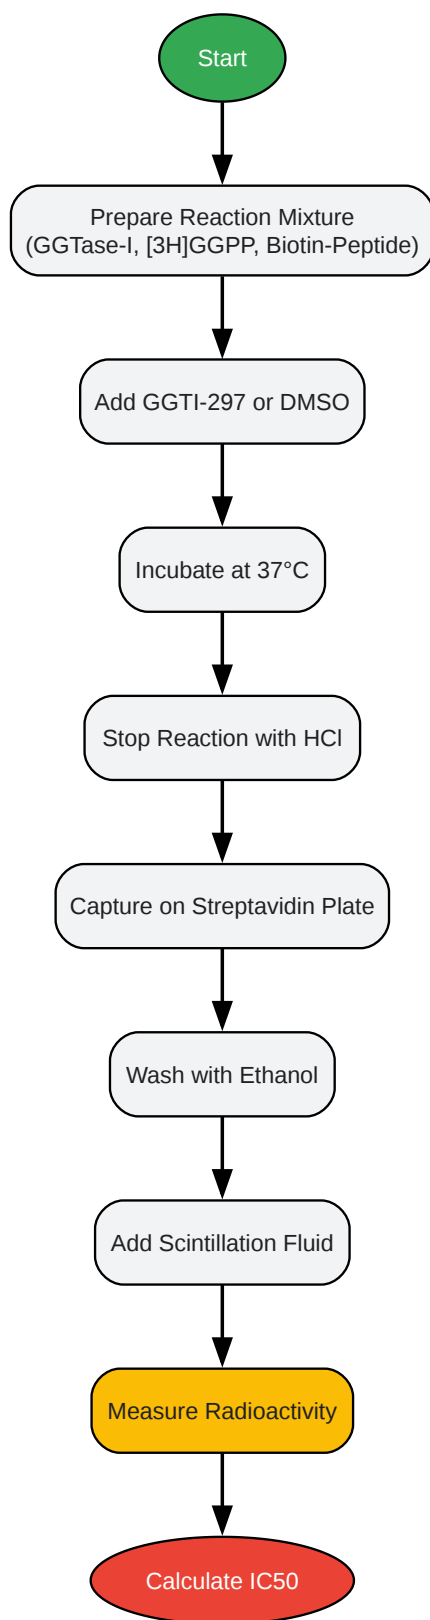 Start
Prepare Reaction Mixture
(GGTase-I, [3H]GGPP, Biotin-Peptide)
Add GGTI-297 or DMSO
Incubate at 37°C
Stop Reaction with HCl
Capture on Streptavidin Plate
Wash with Ethanol
Add Scintillation Fluid
Measure Radioactivity
Calculate IC50